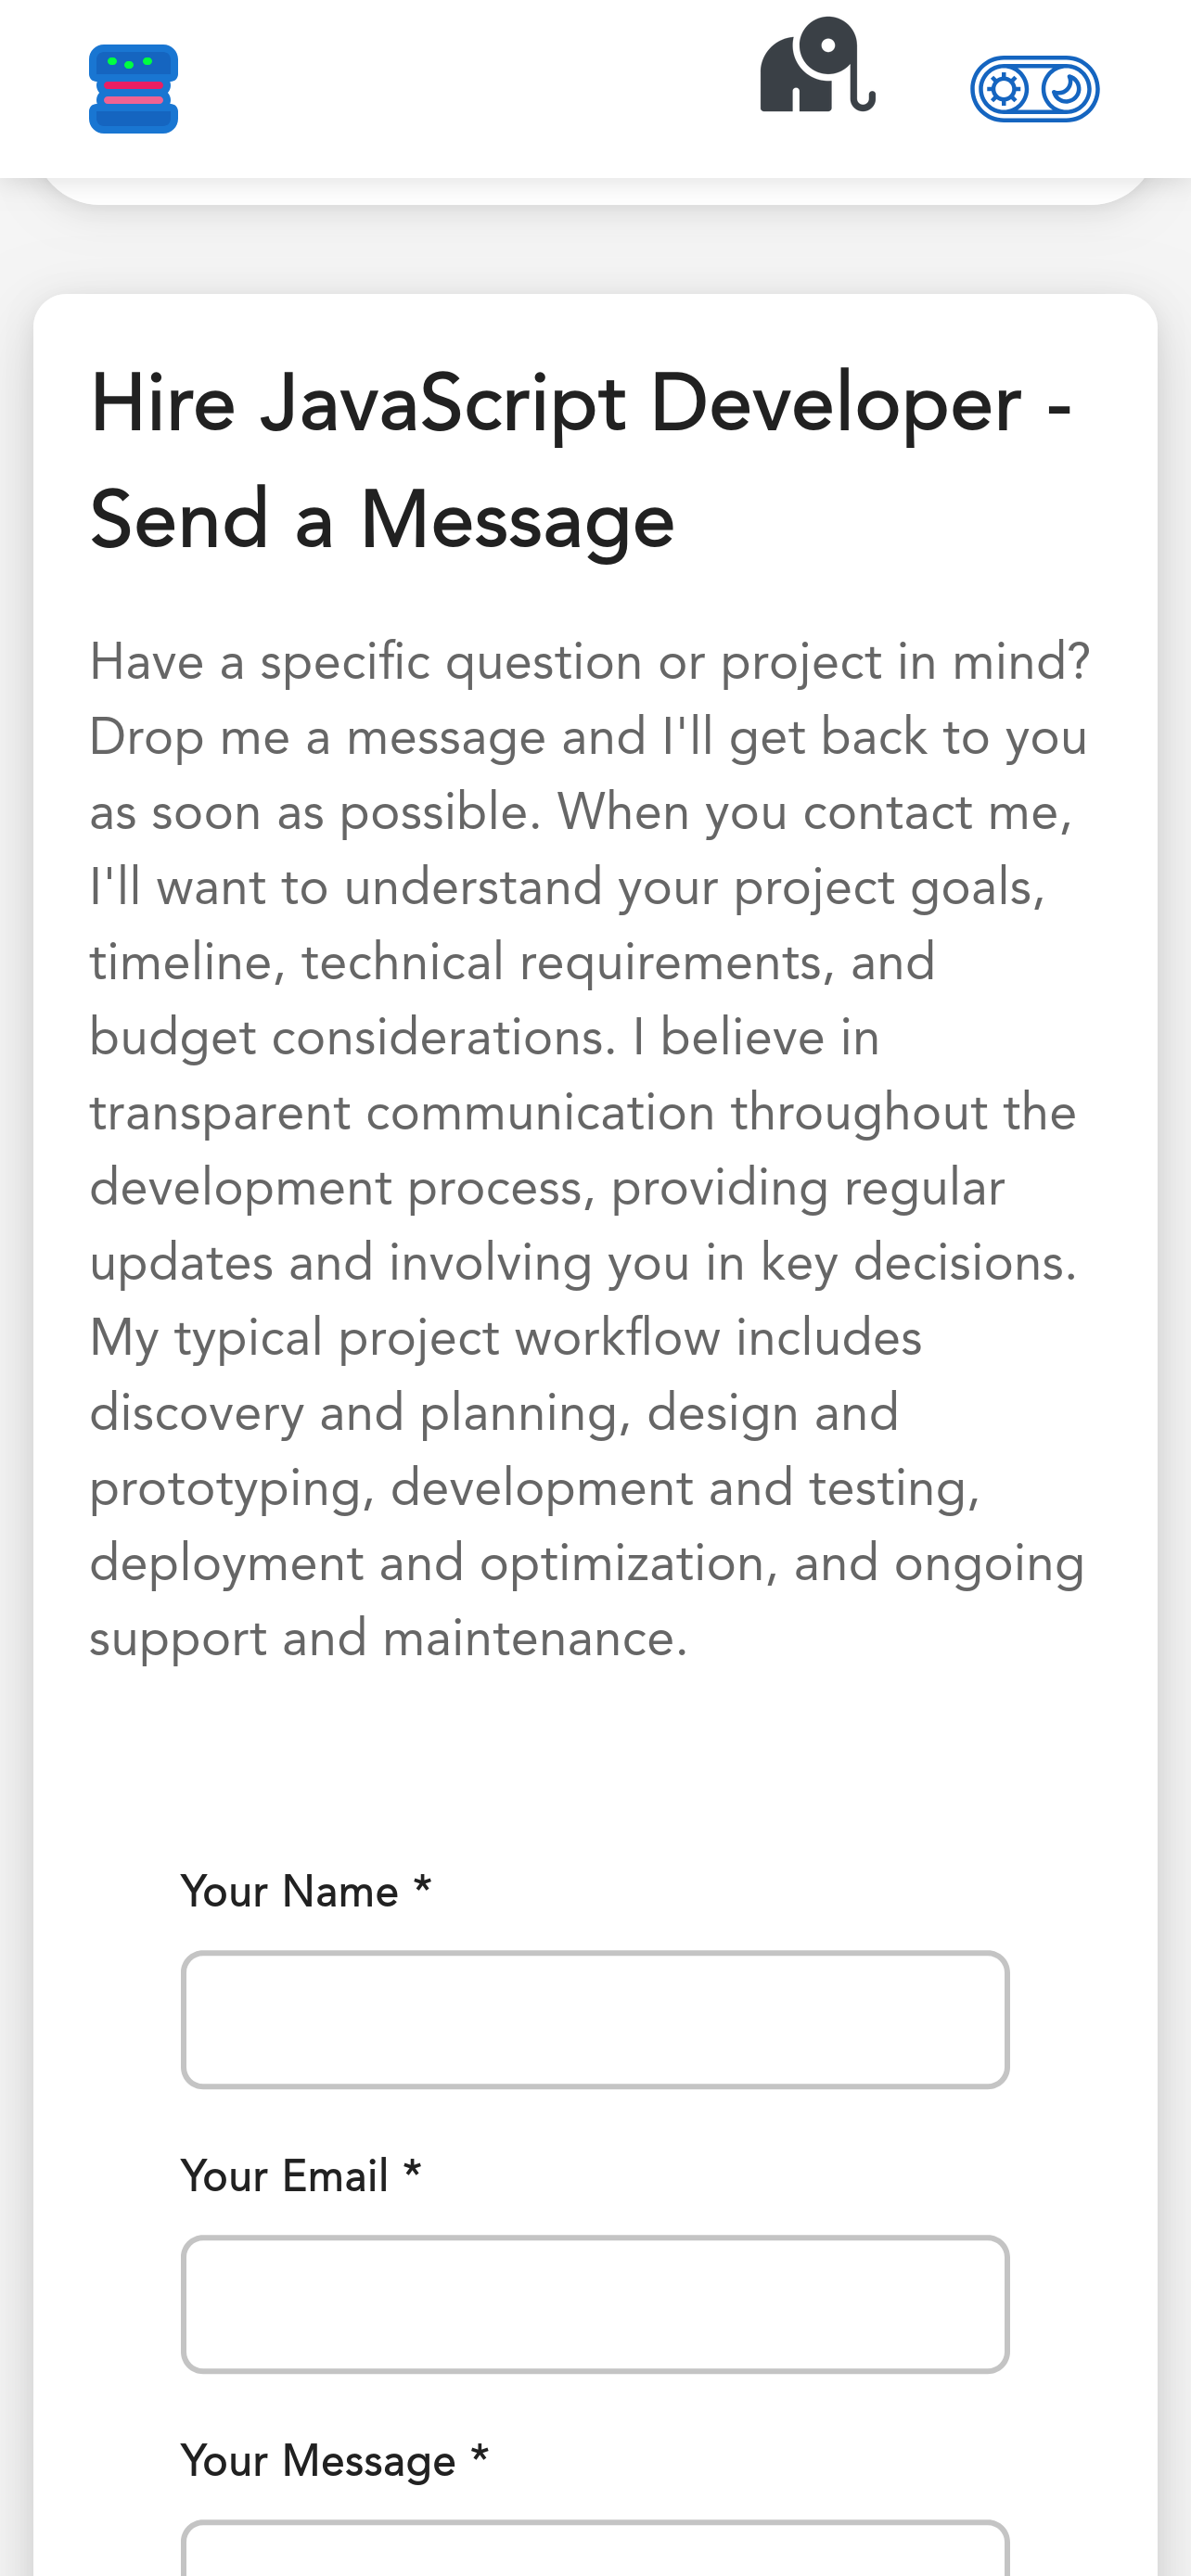 Hire JavaScript Developer -
Send a Message
Have a specific question or project in mind?
Drop me a message and I'll get back to you
as soon as possible. When you contact me,
I'll want to understand your project goals,
timeline, technical requirements, and
budget considerations. I believe in
transparent communication throughout the
development process, providing regular
updates and involving you in key decisions.
My typical project workflow includes
discovery and planning, design and
prototyping, development and testing,
deployment and optimization, and ongoing
support and maintenance.
Your Name *
Your Email *
Your Message *